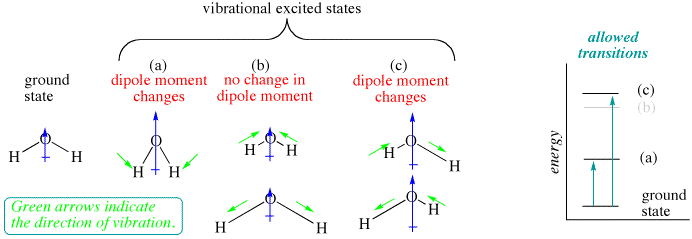 vibrational excited states
(a)
(b)
(c)
ground
state
dipole moment
changes
no change in
dipole moment
dipole moment
changes
O
H
H
O
H
H
O
H
H
O
H
H
O
H
H
O
H
H
Green arrows indicate
the direction of vibration.
allowed
transitions
energy
(c)
(b)
(a)
ground
state